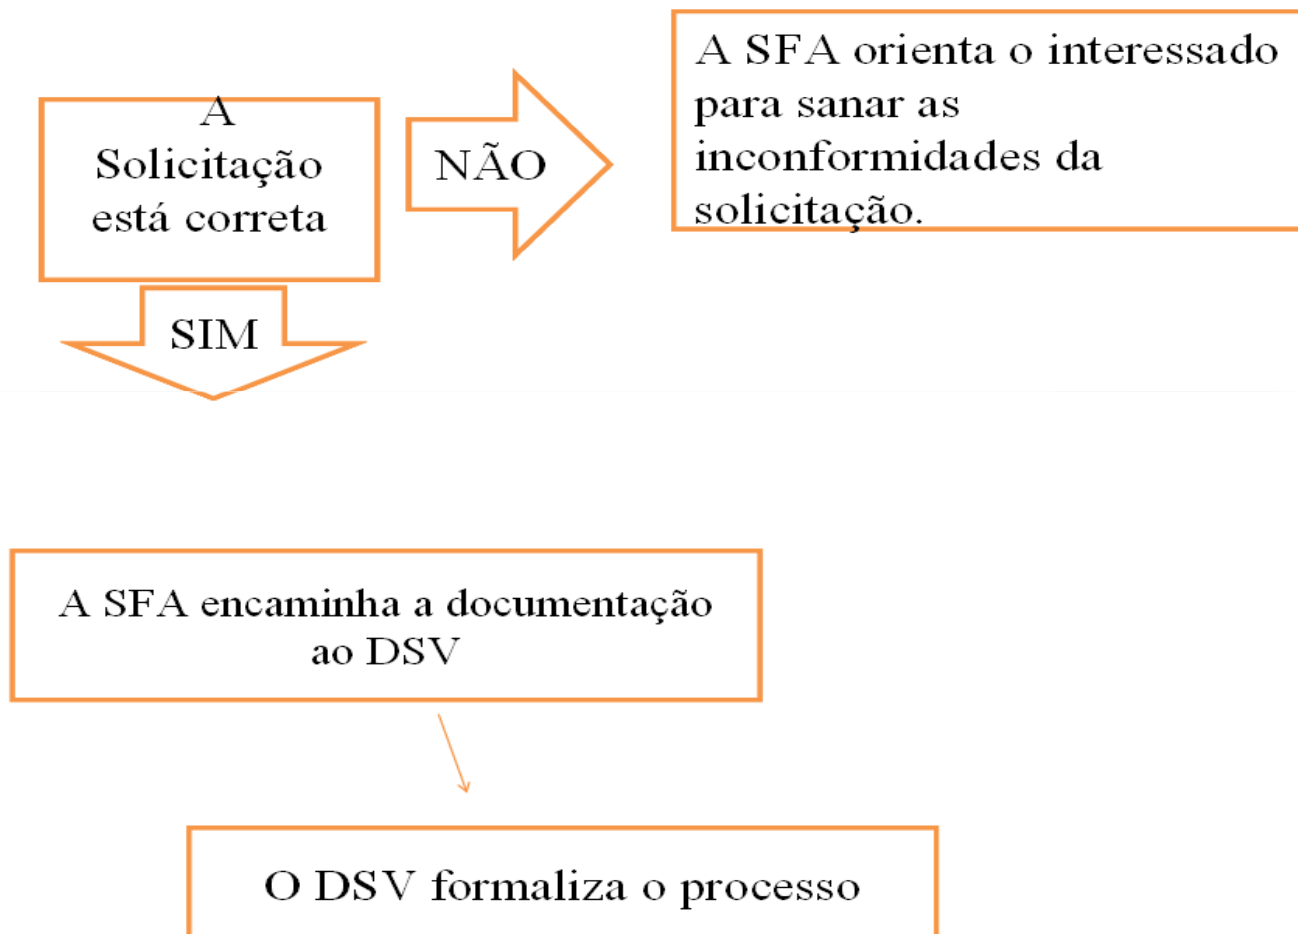 A
Solicitação
está correta
NÃO
A SFA orienta o interessado
para sanar as
inconformidades da
solicitação.
SIM
A SFA encaminha a documentação
ao DSV
O DSV formaliza o processo